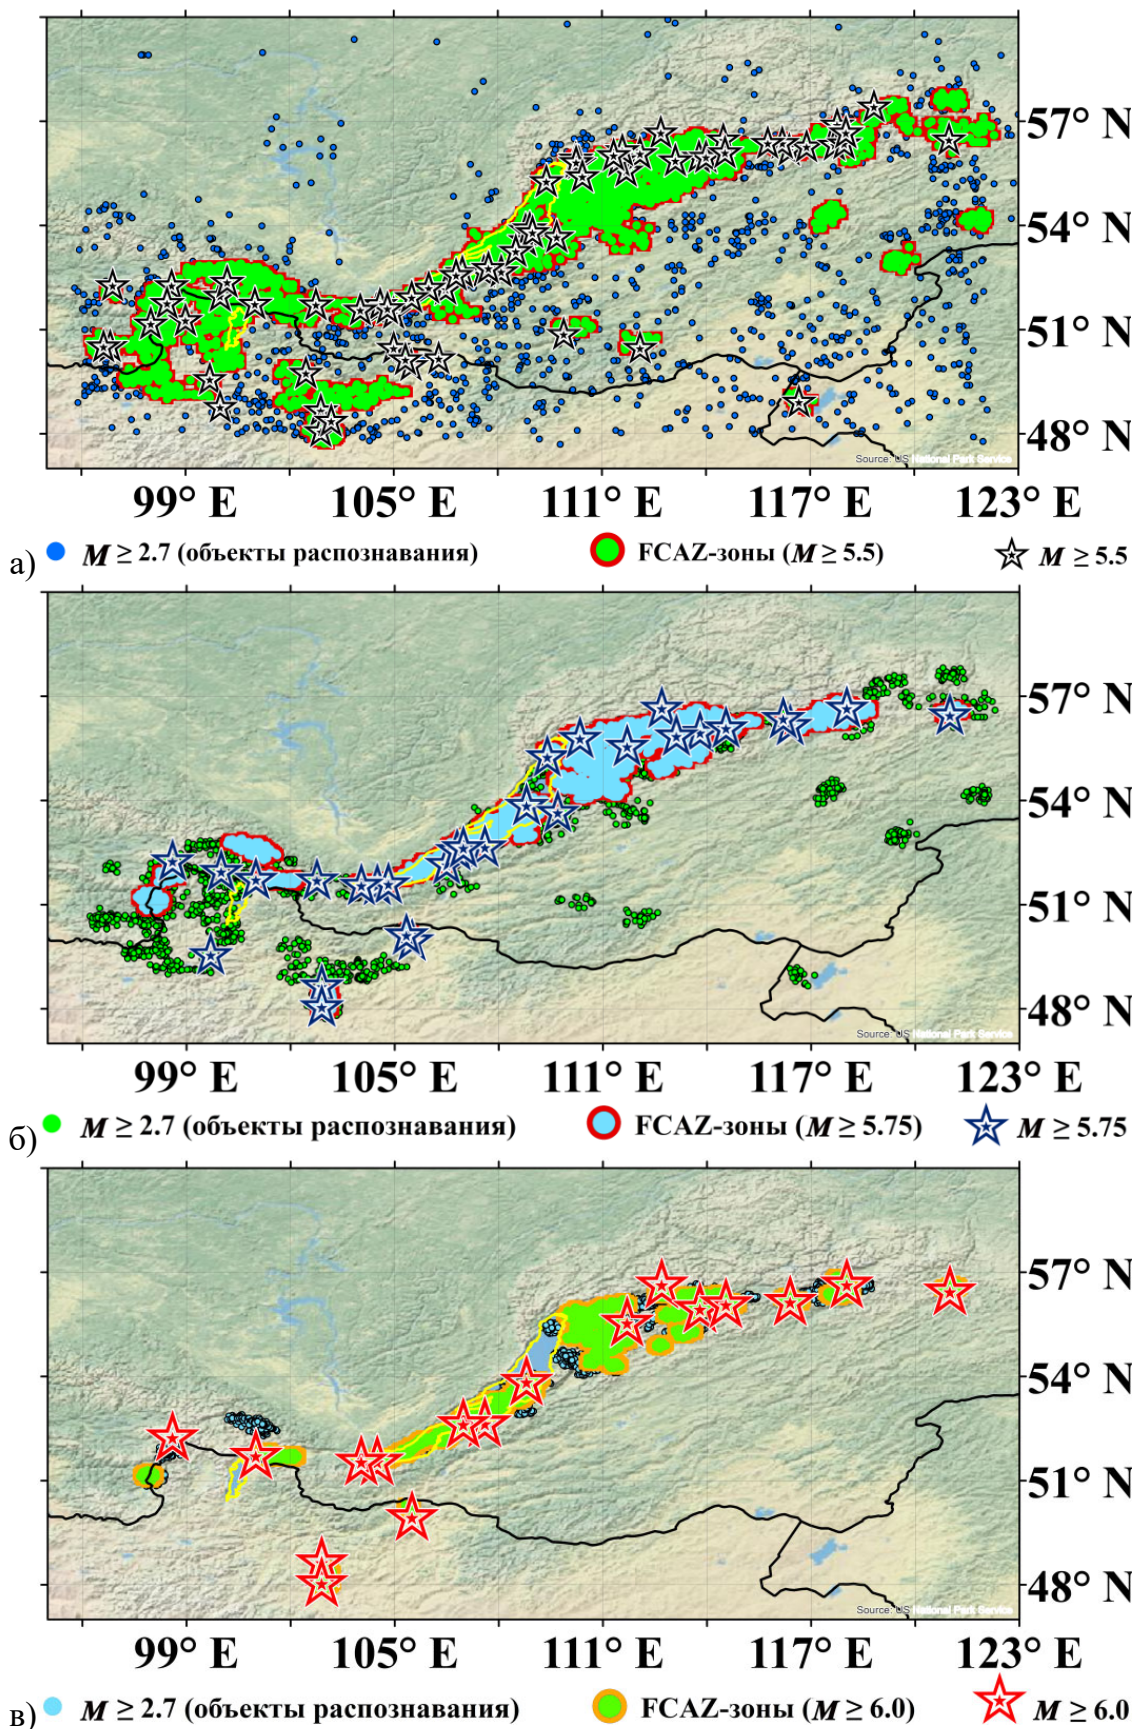 57° N
54° N
51° N
48° N
Source: US National Park Service
99° E 105° E 111° E 117° E 123° E
а) M ≥ 2.7 (объекты распознавания) FCAZ-зоны (M ≥ 5.5) M ≥ 5.5
57° N
54° N
51° N
48° N
Source: US National Park Service
99° E 105° E 111° E 117° E 123° E
б) M ≥ 2.7 (объекты распознавания) FCAZ-зоны (M ≥ 5.75) M ≥ 5.75
57° N
54° N
51° N
48° N
Source: US National Park Service
99° E 105° E 111° E 117° E 123° E
в) M ≥ 2.7 (объекты распознавания) FCAZ-зоны (M ≥ 6.0) M ≥ 6.0